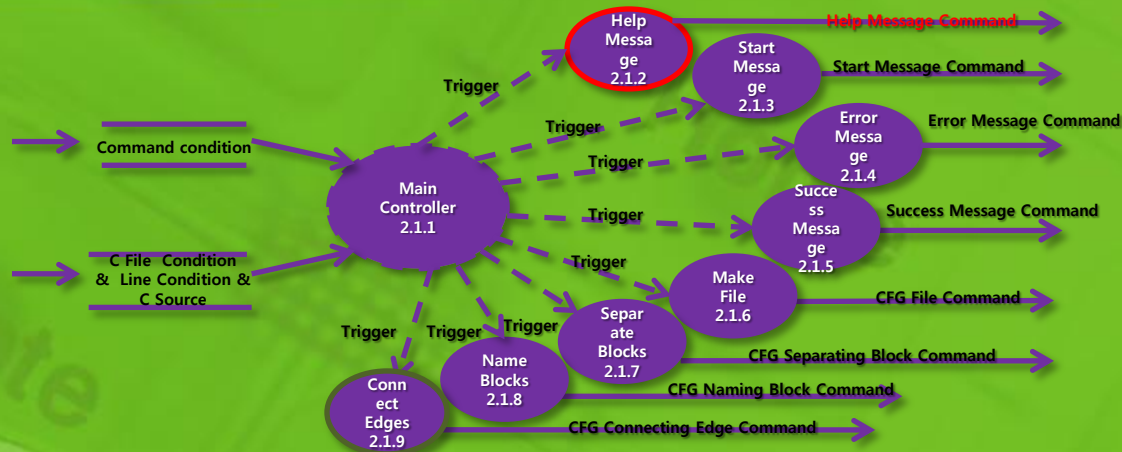 Help
Messa
ge
2.1.2
Help Message Command
Start
Messa
ge
2.1.3
Start Message Command
Trigger
Trigger
Error
Messa
ge
2.1.4
Error Message Command
Command condition
Trigger
Main
Controller
2.1.1
Succe
ss
Messa
ge
2.1.5
Success Message Command
Trigger
C File  Condition
&  Line Condition &
C Source
Trigger
Make
File
2.1.6
CFG File Command
Trigger
Trigger
Trigger
Separ
ate
Blocks
2.1.7
CFG Separating Block Command
Name
Blocks
2.1.8
CFG Naming Block Command
Conn
ect
Edges
2.1.9
CFG Connecting Edge Command